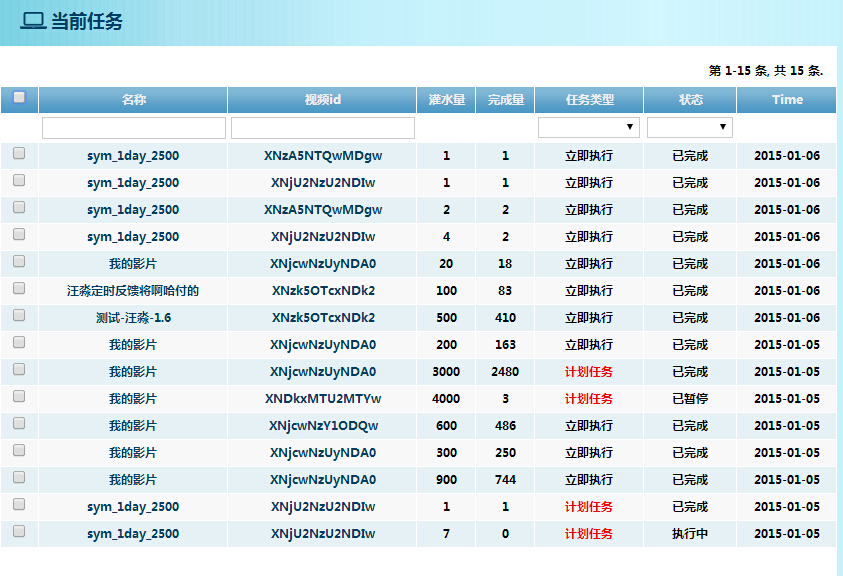 当前任务
第 1-15 条, 共 15 条.
名称 视频id 灌水量 完成量 任务类型 状态 Time
sym_1day_2500 XNzA5NTQwMDgw 1 1 立即执行 已完成 2015-01-06
sym_1day_2500 XNjU2NzU2NDIw 1 1 立即执行 已完成 2015-01-06
sym_1day_2500 XNzA5NTQwMDgw 2 2 立即执行 已完成 2015-01-06
sym_1day_2500 XNjU2NzU2NDIw 4 2 立即执行 已完成 2015-01-06
我的影片 XNjcwNzUyNDA0 20 18 立即执行 已完成 2015-01-06
汪淼定时反馈将啊哈付的 XNzk5OTcxNDk2 100 83 立即执行 已完成 2015-01-06
测试-汪淼-1.6 XNzk5OTcxNDk2 500 410 立即执行 已完成 2015-01-06
我的影片 XNjcwNzUyNDA0 200 163 立即执行 已完成 2015-01-05
我的影片 XNjcwNzUyNDA0 3000 2480 计划任务 已完成 2015-01-05
我的影片 XNDkxMTU2MTYw 4000 3 计划任务 已暂停 2015-01-05
我的影片 XNjcwNzY1ODQw 600 486 立即执行 已完成 2015-01-05
我的影片 XNjcwNzUyNDA0 300 250 立即执行 已完成 2015-01-05
我的影片 XNjcwNzUyNDA0 900 744 立即执行 已完成 2015-01-05
sym_1day_2500 XNjU2NzU2NDIw 1 1 计划任务 已完成 2015-01-05
sym_1day_2500 XNjU2NzU2NDIw 7 0 计划任务 执行中 2015-01-05